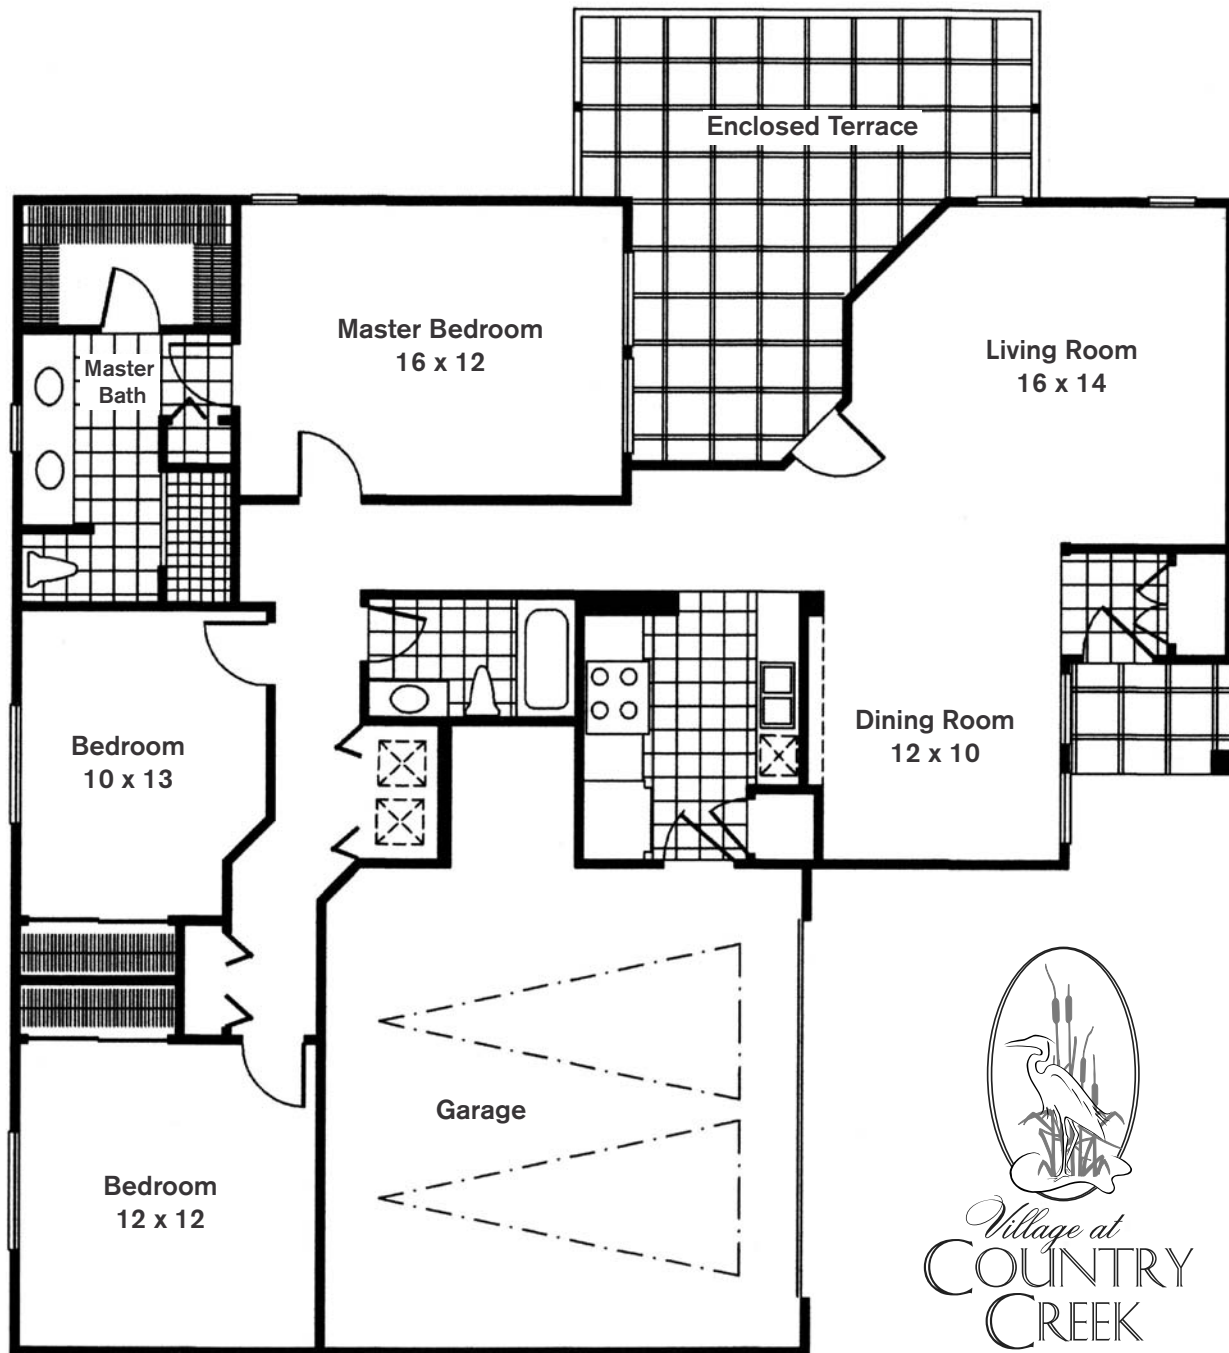 Enclosed Terrace
Master Bedroom
16 x 12
Living Room
16 x 14
Master
Bath
Dining Room
12 x 10
Bedroom
10 x 13
Garage
Bedroom
12 x 12
Village at
COUNTRY
CREEK